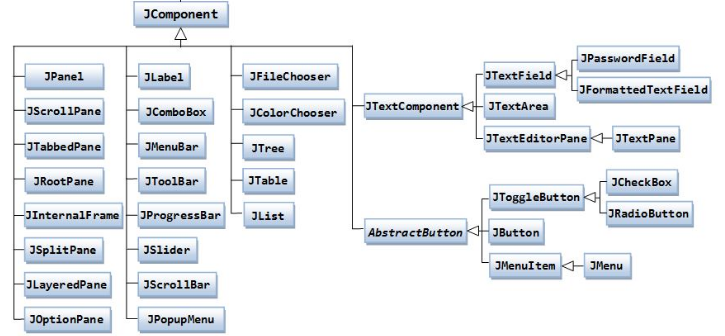 JComponent
JPanel
JScrollPane
JTabbedPane
JRootPane
JInternalFrame
JSplitPane
JLayeredPane
JOptionPane
JLabel
JComboBox
JMenuBar
JToolBar
JProgressBar
JSlider
JScrollBar
JPopupMenu
JFileChooser
JColorChooser
JTree
JTable
JList
JTextComponent
JTextField
JPasswordField
JFormattedTextField
JTextArea
JTextEditorPane
JTextPane
AbstractButton
JToggleButton
JCheckBox
JRadioButton
JButton
JMenuItem
JMenu